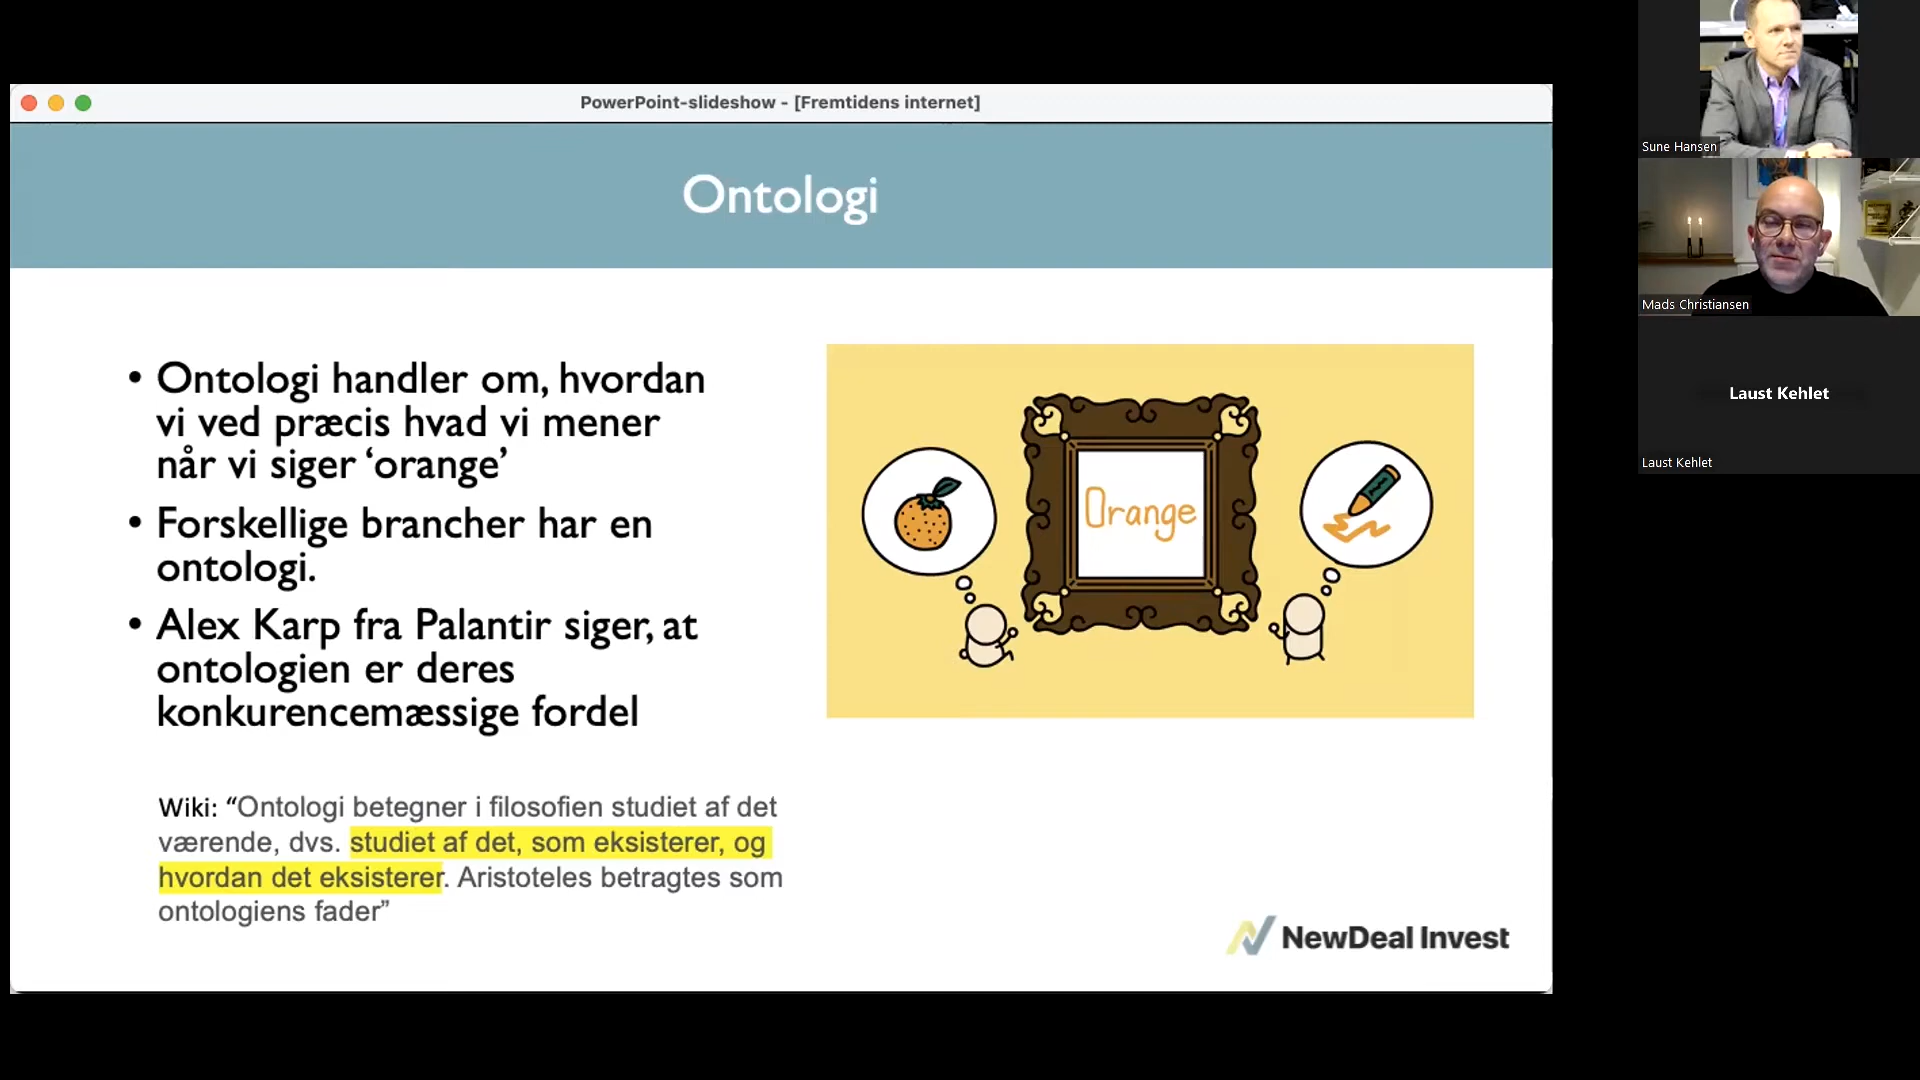 PowerPoint-slideshow - [Fremtidens internet]
Ontologi
• Ontologi handler om, hvordan
vi ved præcis hvad vi mener
når vi siger ‘orange’
• Forskellige brancher har en
ontologi.
• Alex Karp fra Palantir siger, at
ontologien er deres
konkurencemæssige fordel
Wiki: “Ontologi betegner i filosofien studiet af det
værende, dvs. studiet af det, som eksisterer, og
hvordan det eksisterer. Aristoteles betragtes som
ontologiens fader”
Orange
NewDeal Invest
Sune Hansen
Mads Christiansen
Laust Kehlet
Laust Kehlet